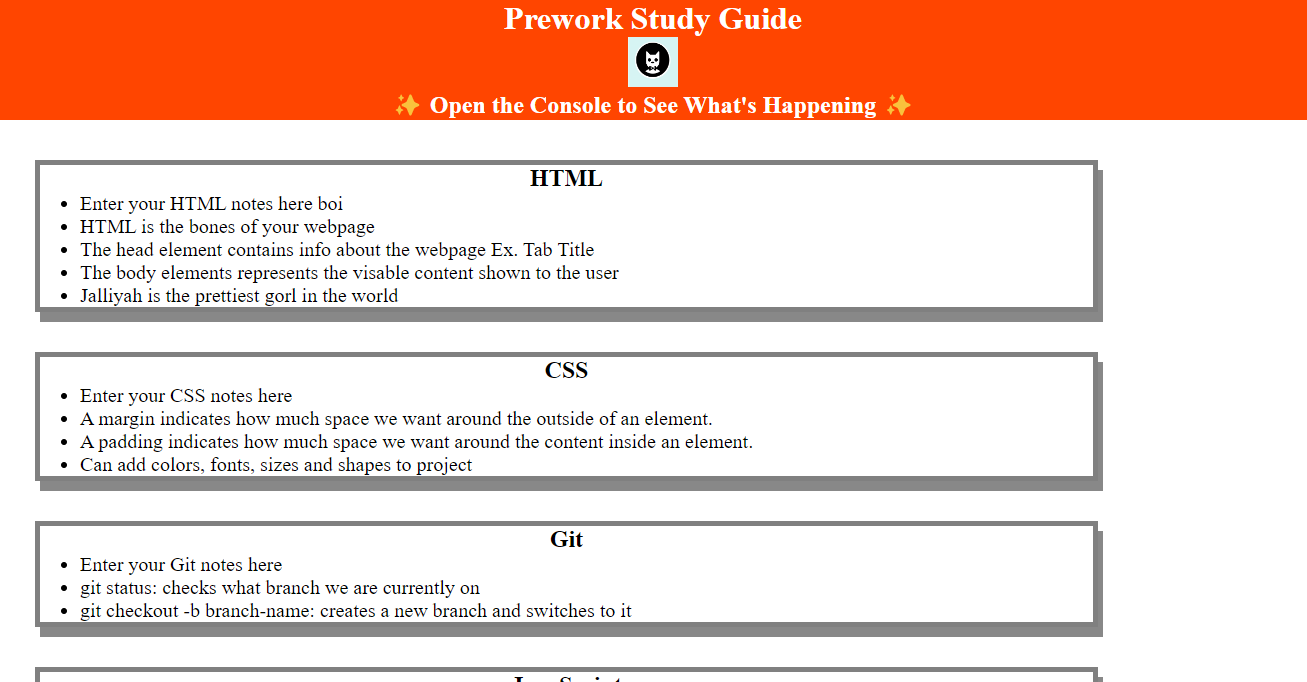 Prework Study Guide
✨ Open the Console to See What's Happening ✨
HTML
Enter your HTML notes here boi
HTML is the bones of your webpage
The head element contains info about the webpage Ex. Tab Title
The body elements represents the visable content shown to the user
Jalliyah is the prettiest gorl in the world
CSS
Enter your CSS notes here
A margin indicates how much space we want around the outside of an element.
A padding indicates how much space we want around the content inside an element.
Can add colors, fonts, sizes and shapes to project
Git
Enter your Git notes here
git status: checks what branch we are currently on
git checkout -b branch-name: creates a new branch and switches to it